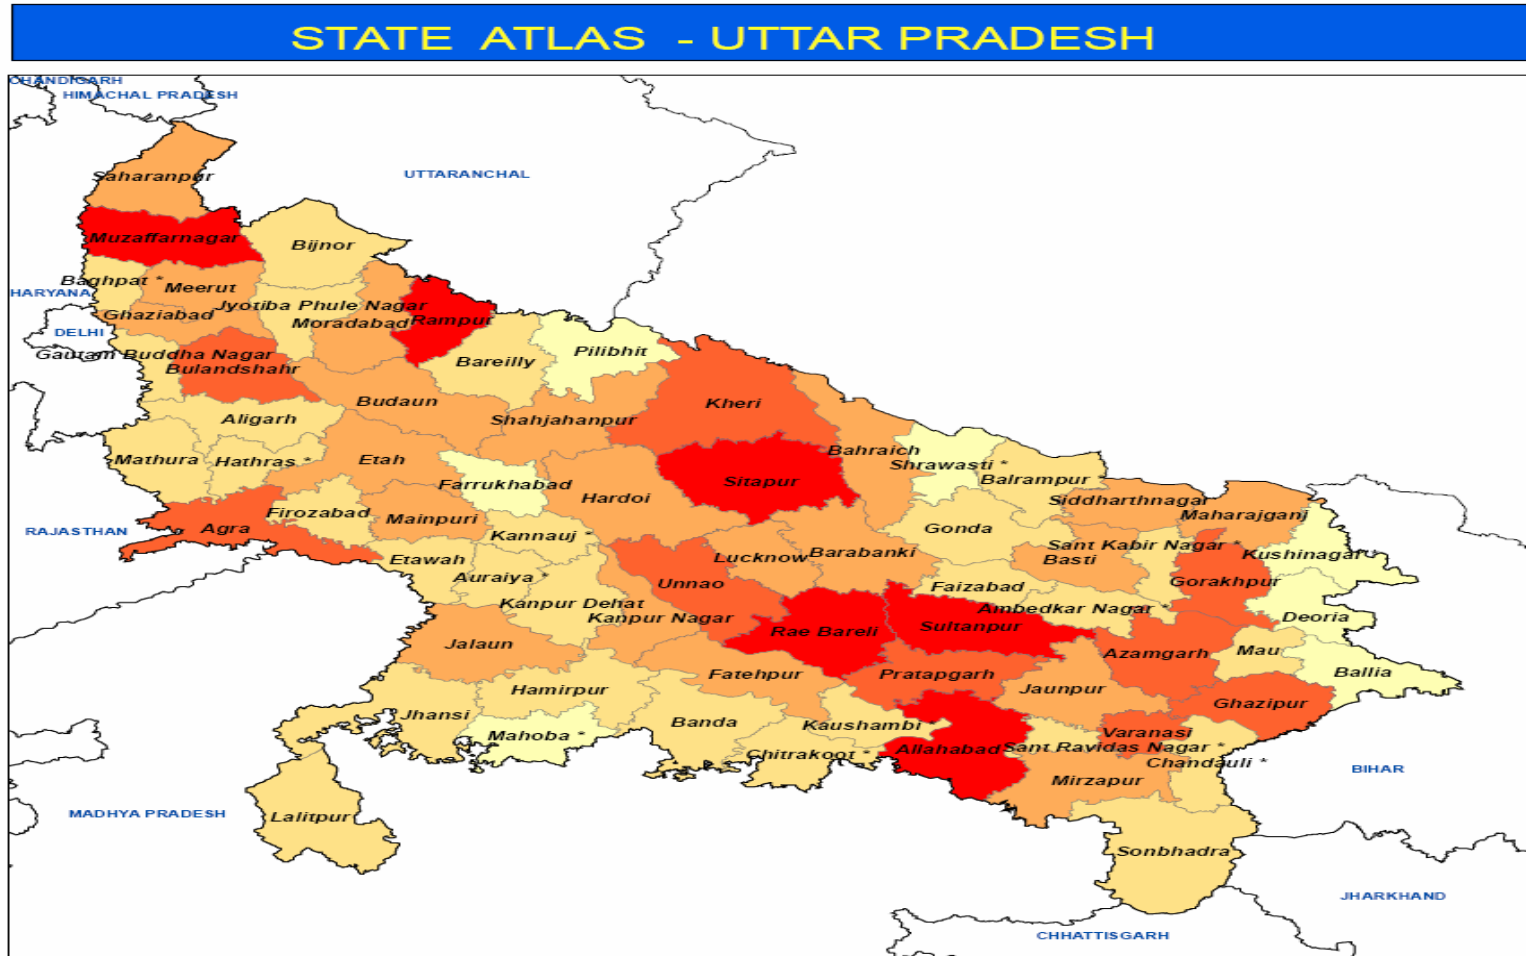 STATE ATLAS - UTTAR PRADESH
CHANDIGARH
HIMACHAL PRADESH
UTTARANCHAL
Saharanpur
Muzaffarnagar
Bijnor
Baghpat *
Meerut
HARYANA
Jyotiba Phule Nagar
Ghaziabad
Moradabad
Rampur
DELHI
Gautam Buddha Nagar
Bulandshahr
Bareilly
Pilibhit
Budaun
Kheri
Aligarh
Shahjahanpur
Mathura
Hathras *
Etah
Bahraich
Shrawasti *
Balrampur
Farrukhabad
Sitapur
Hardoi
Siddharthnagar
Maharajganj
RAJASTHAN
Agra
Firozabad
Mainpuri
Kannauj *
Gonda
Etawah
Lucknow
Barabanki
Sant Kabir Nagar *
Basti
Kushinagar *
Auraiya *
Unnao
Faizabad
Gorakhpur
Kanpur Dehat
Kanpur Nagar
Ambedkar Nagar *
Deoria
Rae Bareli
Sultanpur
Jalaun
Azamgarh
Mau
Fatehpur
Pratapgarh
Jaunpur
Ballia
Hamirpur
Ghazipur
Jhansi
Mahoba *
Banda
Kaushambi *
Varanasi
Chitrakoot *
Allahabad
Sant Ravidas Nagar *
Chandauli *
Mirzapur
BIHAR
MADHYA PRADESH
Lalitpur
Sonbhadra
JHARKHAND
CHHATTISGARH